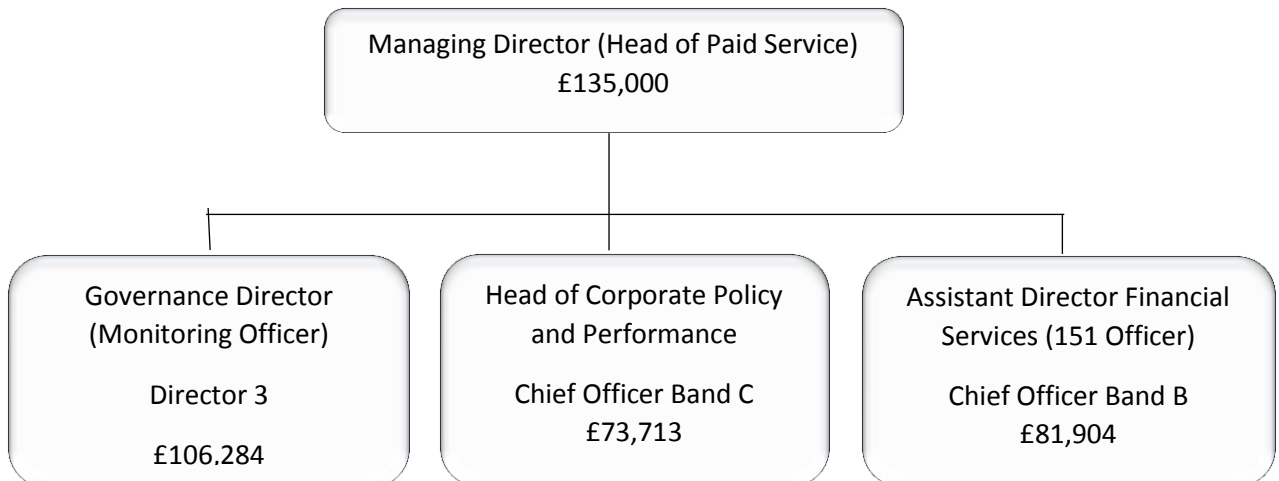 Managing Director (Head of Paid Service)
£135,000
Governance Director
(Monitoring Officer)
Director 3
£106,284
Head of Corporate Policy
and Performance
Chief Officer Band C
£73,713
Assistant Director Financial
Services (151 Officer)
Chief Officer Band B
£81,904